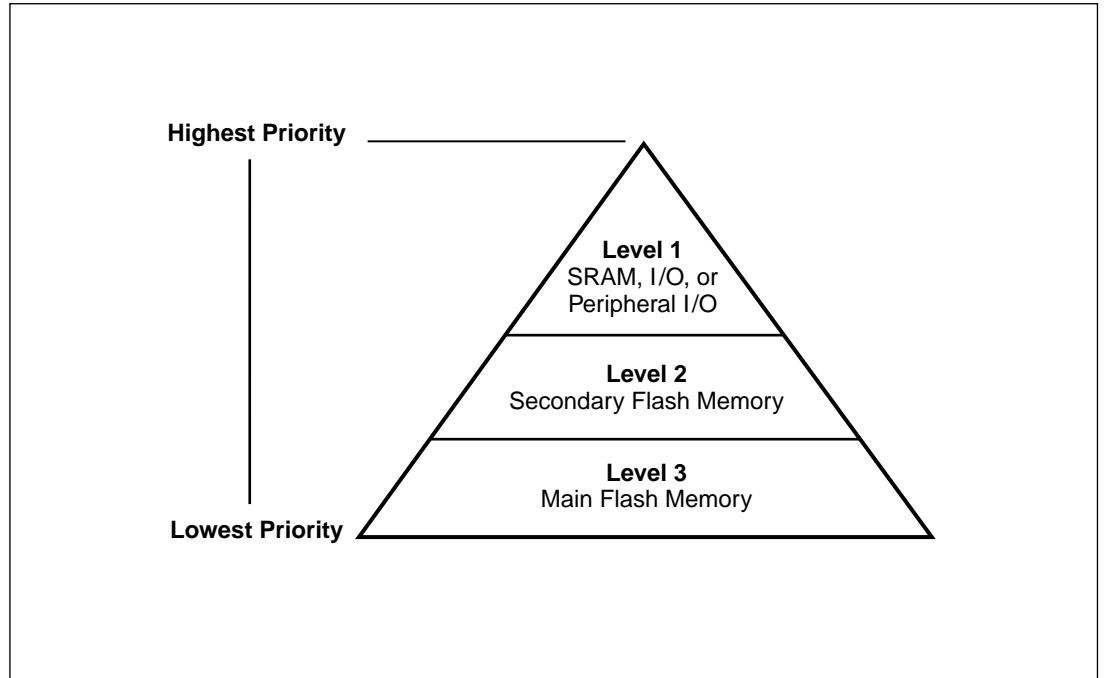 Highest Priority
Level 1
SRAM, I/O, or
Peripheral I/O
Level 2
Secondary Flash Memory
Level 3
Main Flash Memory
Lowest Priority